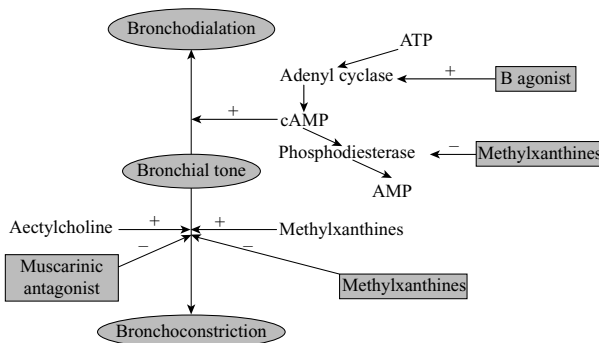 Bronchodialation
ATP
Adenyl cyclase
+
B agonist
+
cAMP
Phosphodiesterase
−
Methylxanthines
Bronchial tone
AMP
Aectylcholine
+
+
Methylxanthines
−
−
Muscarinic
antagonist
Methylxanthines
Bronchoconstriction